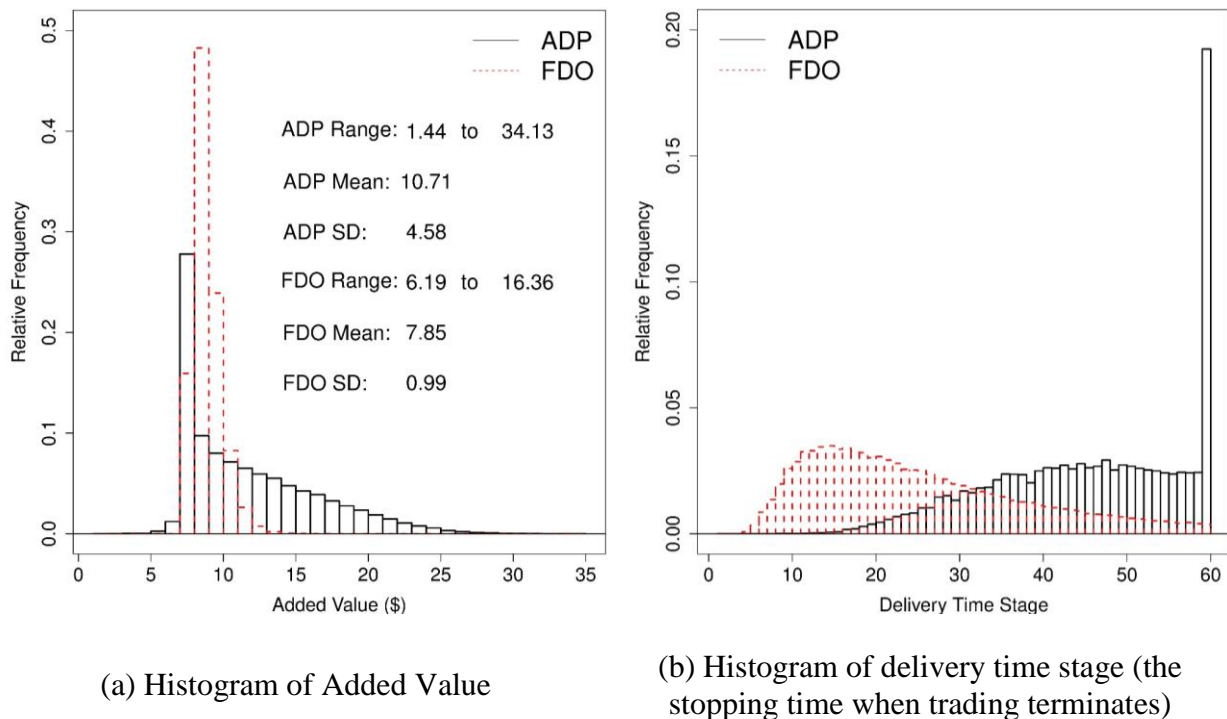 ADP
FDO
ADP Range: 1.44 to 34.13
ADP Mean: 10.71
ADP SD: 4.58
FDO Range: 6.19 to 16.36
FDO Mean: 7.85
FDO SD: 0.99
Relative Frequency
0.0 0.1 0.2 0.3 0.4 0.5
0 5 10 15 20 25 30 35
Added Value ($)
(a) Histogram of Added Value
ADP
FDO
Relative Frequency
0.00 0.05 0.10 0.15 0.20
0 10 20 30 40 50 60
Delivery Time Stage
(b) Histogram of delivery time stage (the
stopping time when trading terminates)